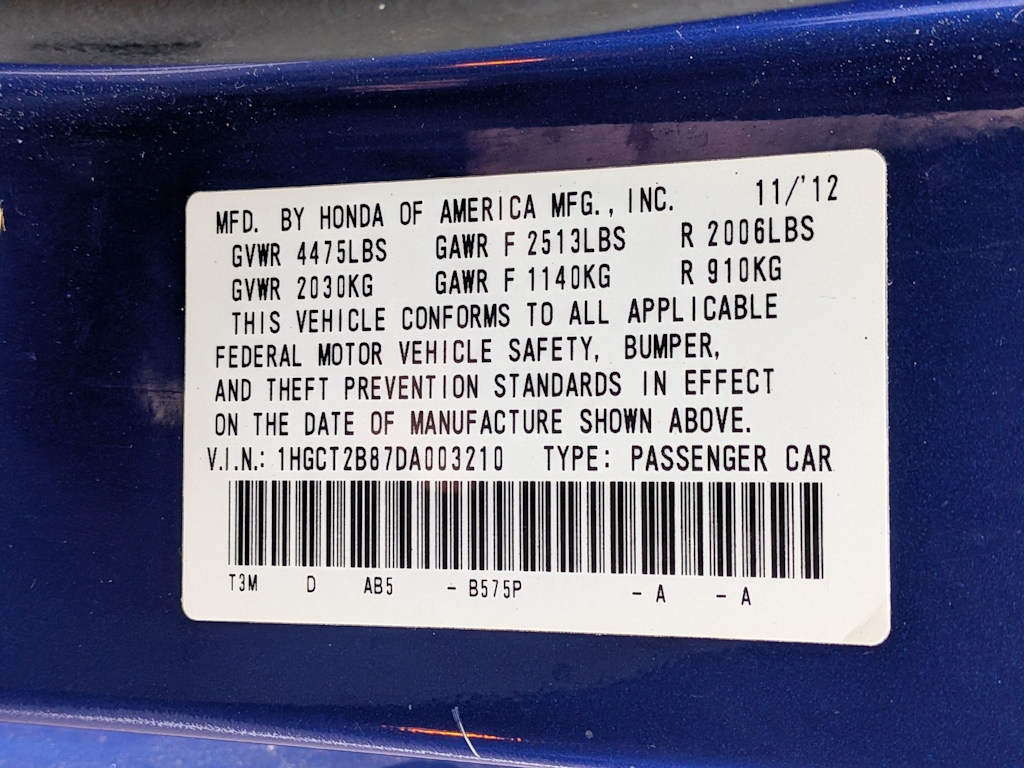 MFD. BY HONDA OF AMERICA MFG., INC. 11/'12
GVWR 4475LBS GAWR F 2513LBS R 2006LBS
GVWR 2030KG GAWR F 1140KG R 910KG
THIS VEHICLE CONFORMS TO ALL APPLICABLE
FEDERAL MOTOR VEHICLE SAFETY, BUMPER,
AND THEFT PREVENTION STANDARDS IN EFFECT
ON THE DATE OF MANUFACTURE SHOWN ABOVE.
V.I.N.: 1HGCT2B87DA003210 TYPE: PASSENGER CAR
T3M D AB5 - B575P - A - A